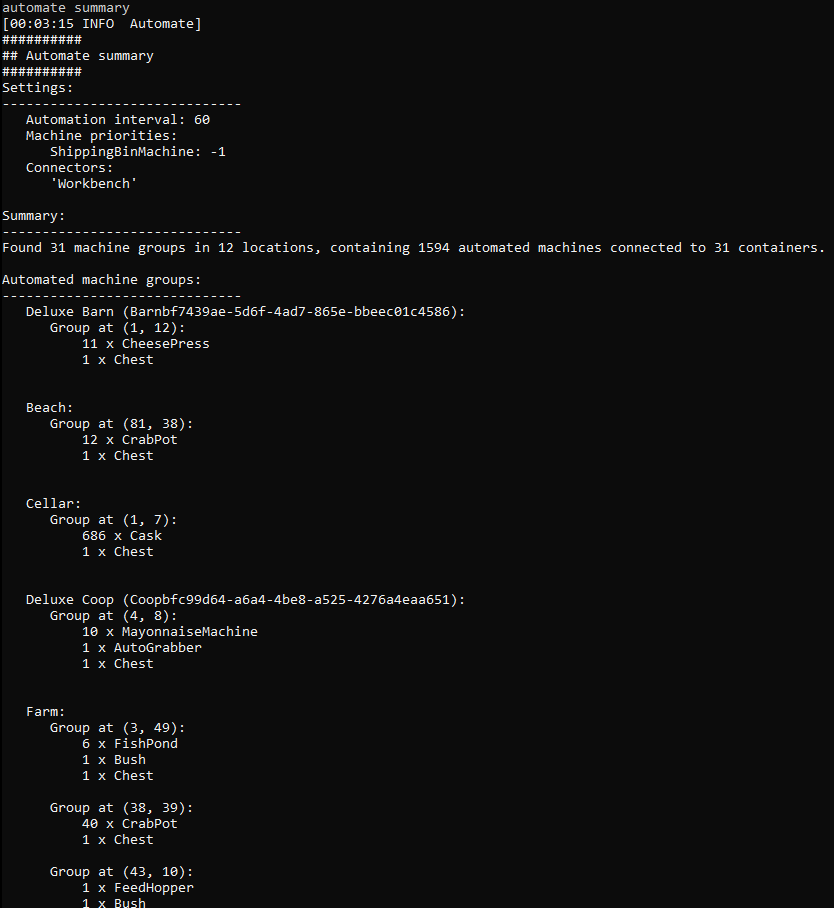 automate summary
[00:03:15 INFO  Automate]
##########
## Automate summary
##########
Settings:
------------------------------
   Automation interval: 60
   Machine priorities:
      ShippingBinMachine: -1
   Connectors:
      'Workbench'

Summary:
------------------------------
Found 31 machine groups in 12 locations, containing 1594 automated machines connected to 31 containers.

Automated machine groups:
------------------------------
   Deluxe Barn (Barnbf7439ae-5d6f-4ad7-865e-bbeec01c4586):
      Group at (1, 12):
          11 x CheesePress
          1 x Chest

   Beach:
      Group at (81, 38):
          12 x CrabPot
          1 x Chest

   Cellar:
      Group at (1, 7):
          686 x Cask
          1 x Chest

   Deluxe Coop (Coopbfc99d64-a6a4-4be8-a525-4276a4eaa651):
      Group at (4, 8):
          10 x MayonnaiseMachine
          1 x AutoGrabber
          1 x Chest

   Farm:
      Group at (3, 49):
          6 x FishPond
          1 x Bush
          1 x Chest

      Group at (38, 39):
          40 x CrabPot
          1 x Chest

      Group at (43, 10):
          1 x FeedHopper
          1 x Bush